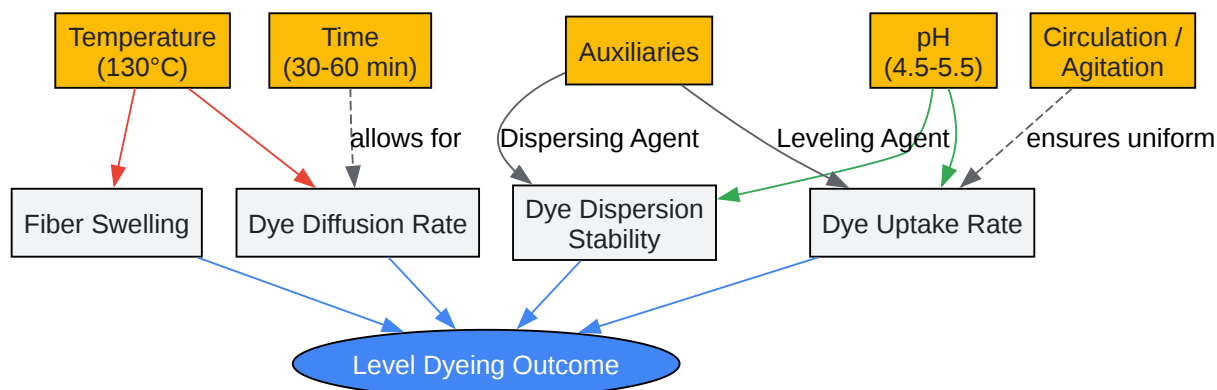 Temperature
(130°C)
Time
(30-60 min)
Auxiliaries
pH
(4.5-5.5)
Circulation /
Agitation
allows for
Dispersing Agent
Leveling Agent
ensures uniform
Fiber Swelling
Dye Diffusion Rate
Dye Dispersion
Stability
Dye Uptake Rate
Level Dyeing Outcome